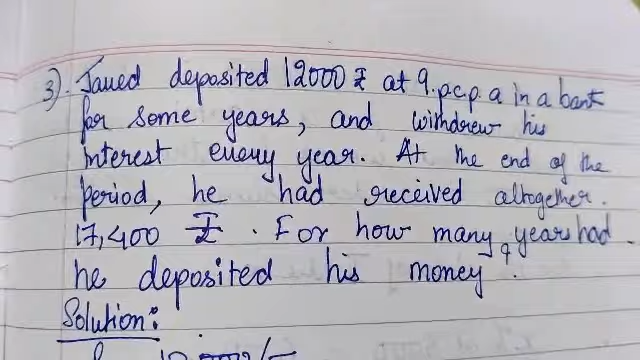 3). Javed deposited 12000 ₹ at 9.p.c.p.a in a bank
for some years, and withdrew his
interest every year. At the end of the
period, he had received altogether.
17,400 ₹. For how many years had
he deposited his money?
Solution: